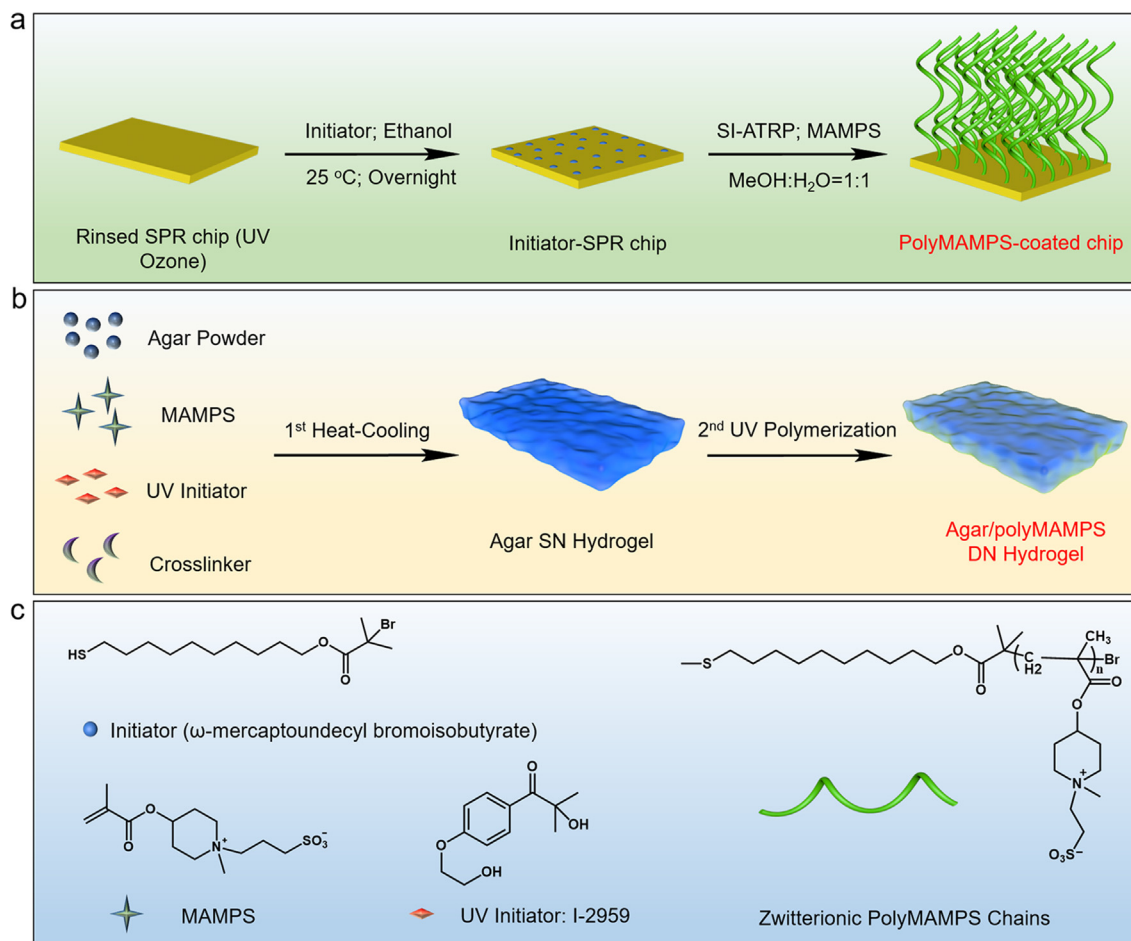 a
Initiator; Ethanol
25 °C; Overnight
SI-ATRP; MAMPS
MeOH:H₂O=1:1
Rinsed SPR chip (UV
Ozone)
Initiator-SPR chip
PolyMAMPS-coated chip
b
Agar Powder
MAMPS
UV Initiator
Crosslinker
1st Heat-Cooling
2nd UV Polymerization
Agar SN Hydrogel
Agar/polyMAMPS
DN Hydrogel
c
HS
O
O
Br
S
O
O
C
H2
n
CH3
Br
O
O
N+
O3S−
Initiator (ω-mercaptoundecyl bromoisobutyrate)
O
O
N+
SO3−
O
OH
O
OH
MAMPS
UV Initiator: I-2959
Zwitterionic PolyMAMPS Chains